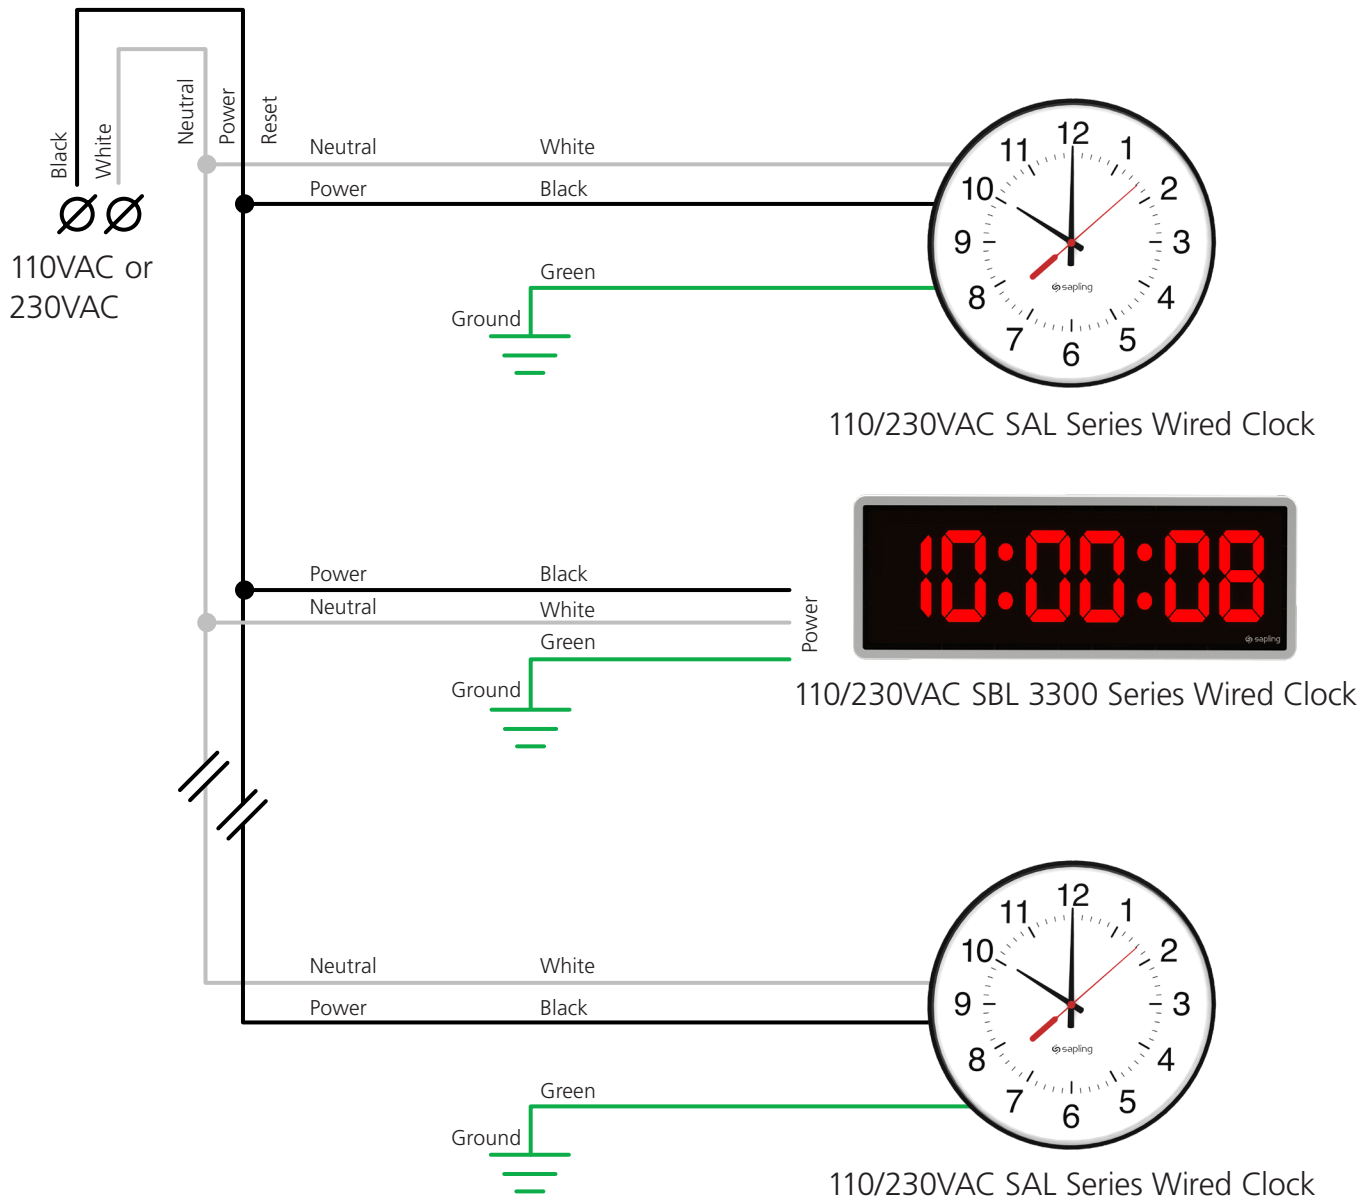 Black
White
Neutral
Power
Reset
110VAC or
230VAC
Neutral White
Power Black
Green
Ground
12
1
2
3
4
5
6
7
8
9
10
11
sapling
110/230VAC SAL Series Wired Clock
Power Black
Neutral White
Green
Ground
Power
10:00:08
sapling
110/230VAC SBL 3300 Series Wired Clock
Neutral White
Power Black
Green
Ground
12
1
2
3
4
5
6
7
8
9
10
11
sapling
110/230VAC SAL Series Wired Clock